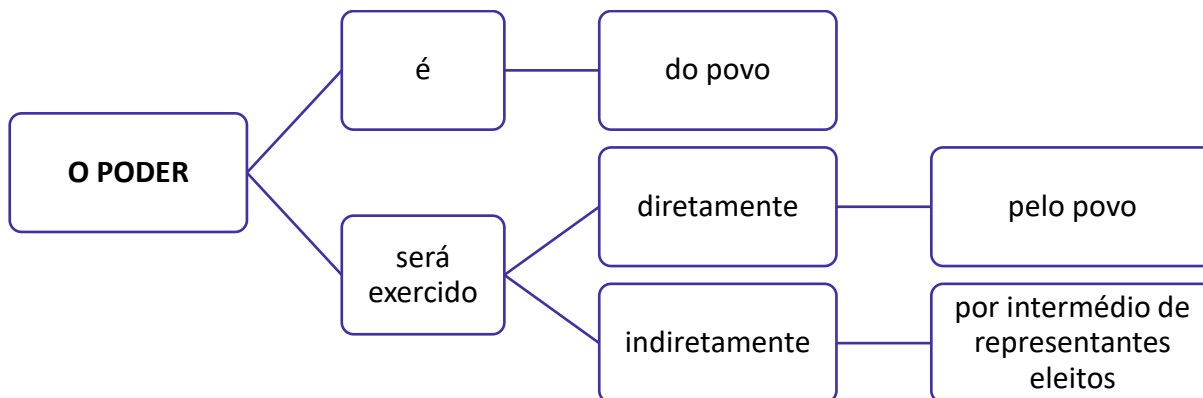 O PODER
é
do povo
será
exercido
diretamente
pelo povo
indiretamente
por intermédio de
representantes
eleitos